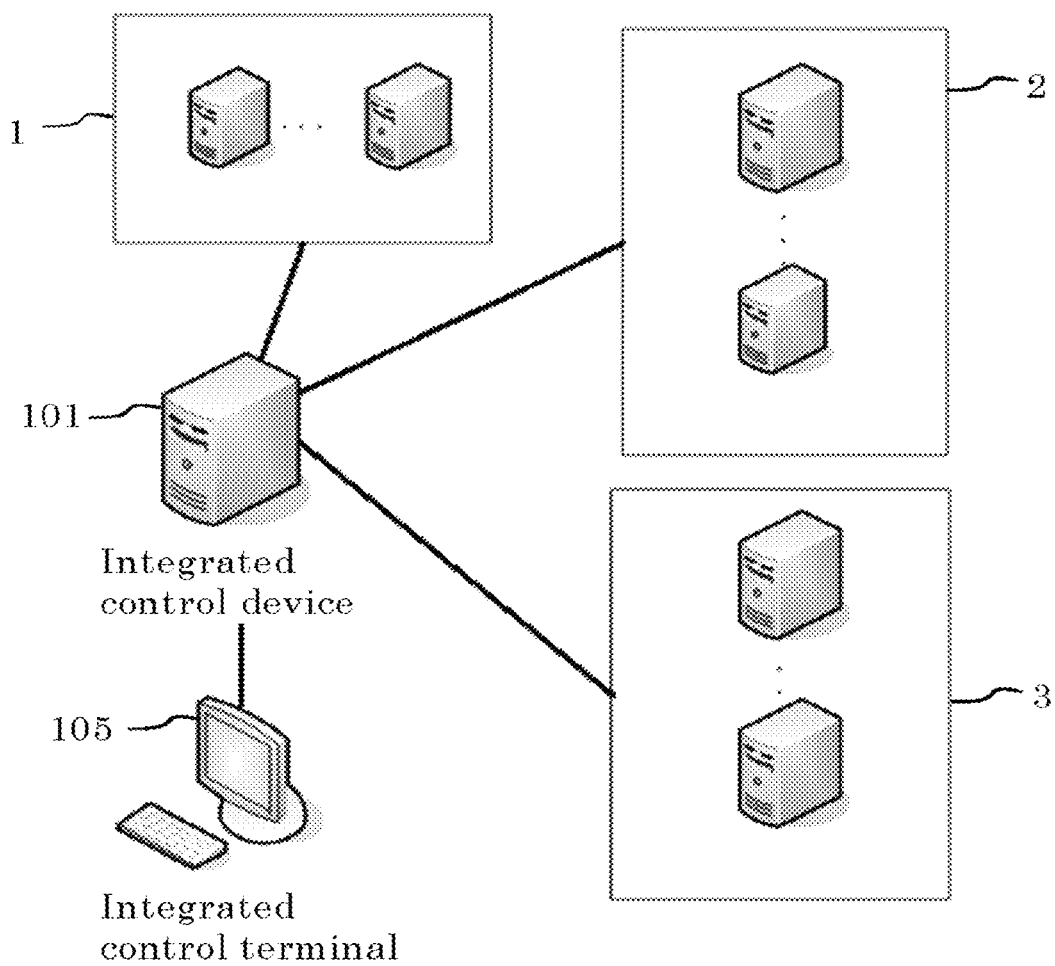 1
2
101
Integrated
control device
3
105
Integrated
control terminal